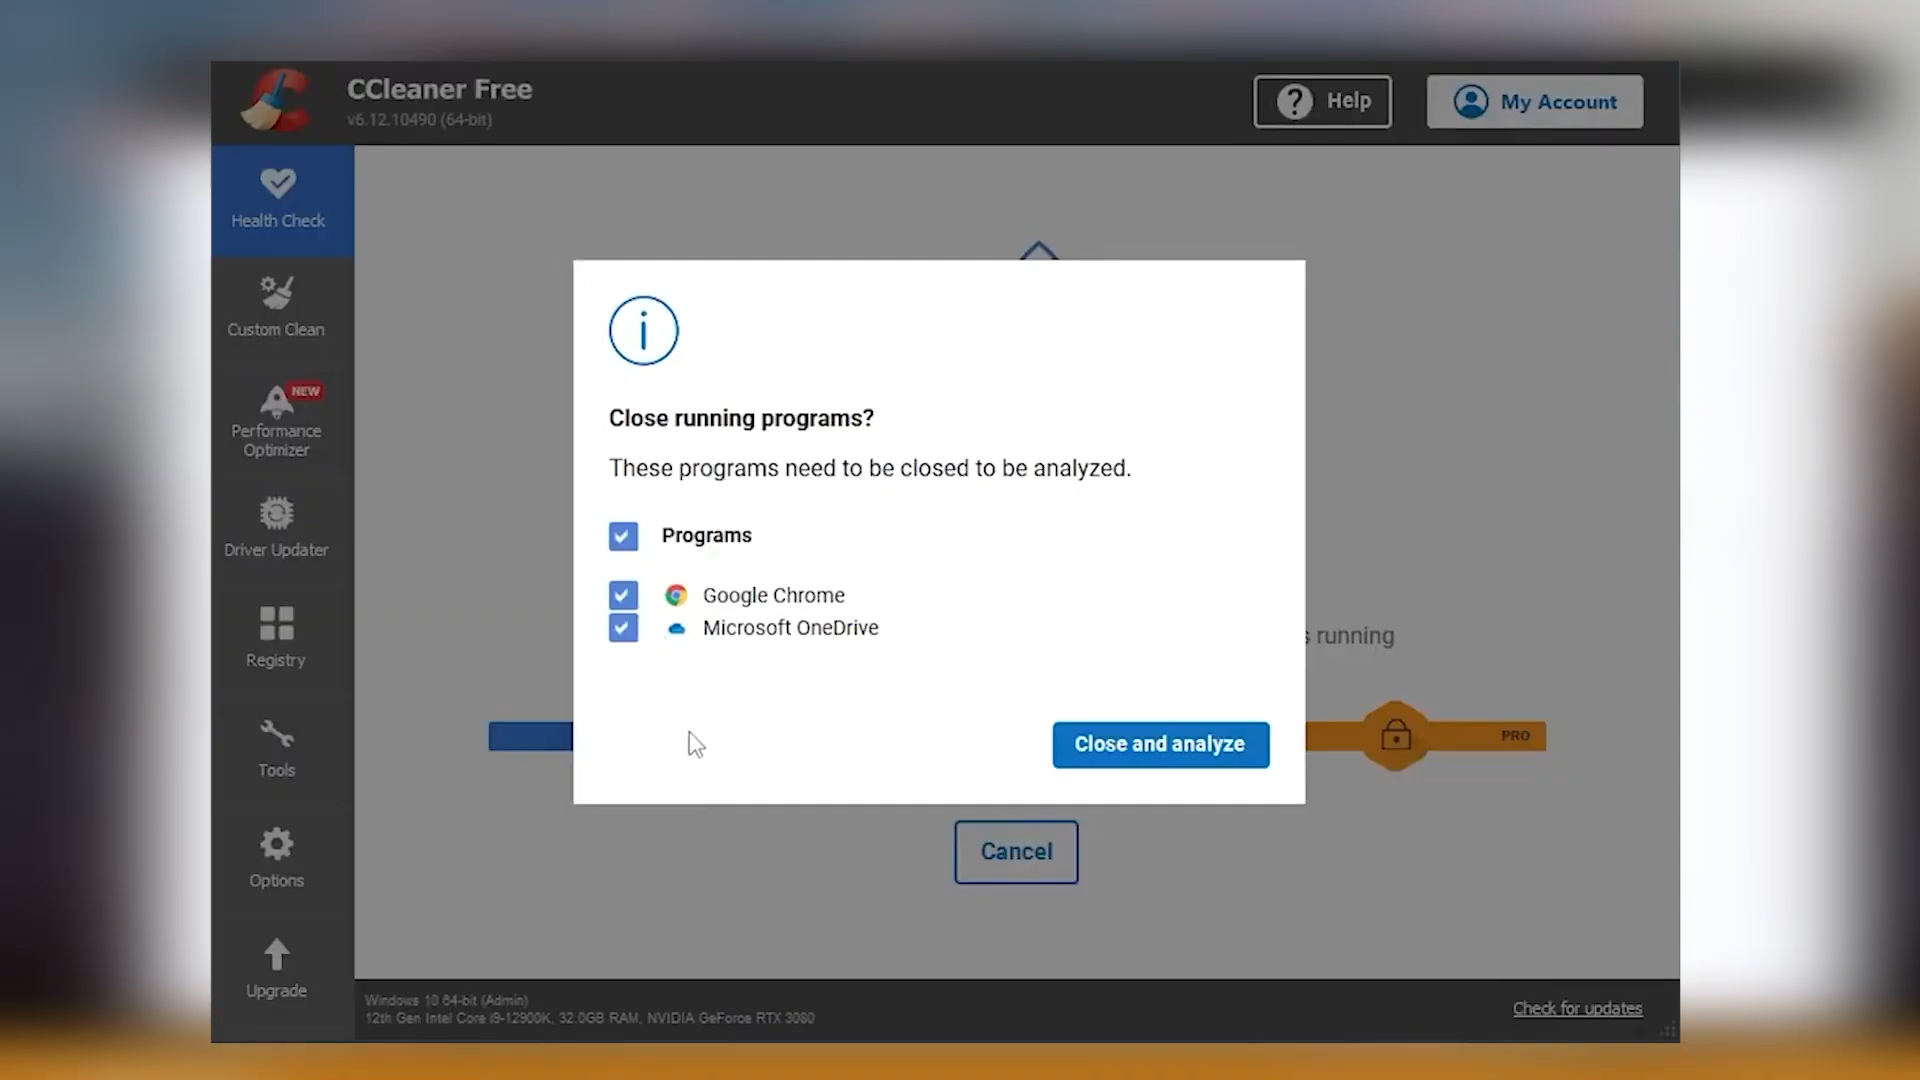 CCleaner Free
v6.12.10490 (64-bit)
Help
My Account
Health Check
Custom Clean
NEW
Performance
Optimizer
Driver Updater
Registry
Tools
Options
Upgrade
Close running programs?
These programs need to be closed to be analyzed.
Programs
Google Chrome
Microsoft OneDrive
Close and analyze
running
PRO
Cancel
Windows 10 64-bit (Admin)
12th Gen Intel Core i9-12900K, 32.0GB RAM, NVIDIA GeForce RTX 3080
Check for updates